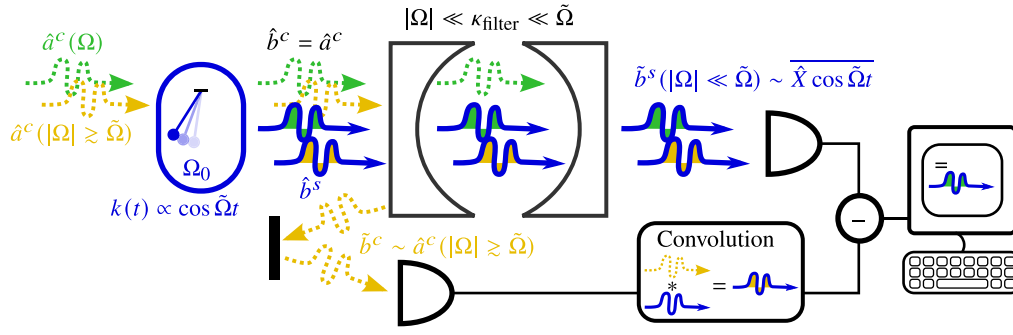 |Ω| ≪ κ_filter ≪ Ω̃
â^c(Ω)
b̂^c = â^c
b̃^s(|Ω| ≪ Ω̃) ~ \overline{X̂ cos Ω̃t}
â^c(|Ω| ≳ Ω̃)
Ω_0
=
b̂^s
k(t) ∝ cos Ω̃t
−
b̃^c ~ â^c(|Ω| ≳ Ω̃)
Convolution
* =